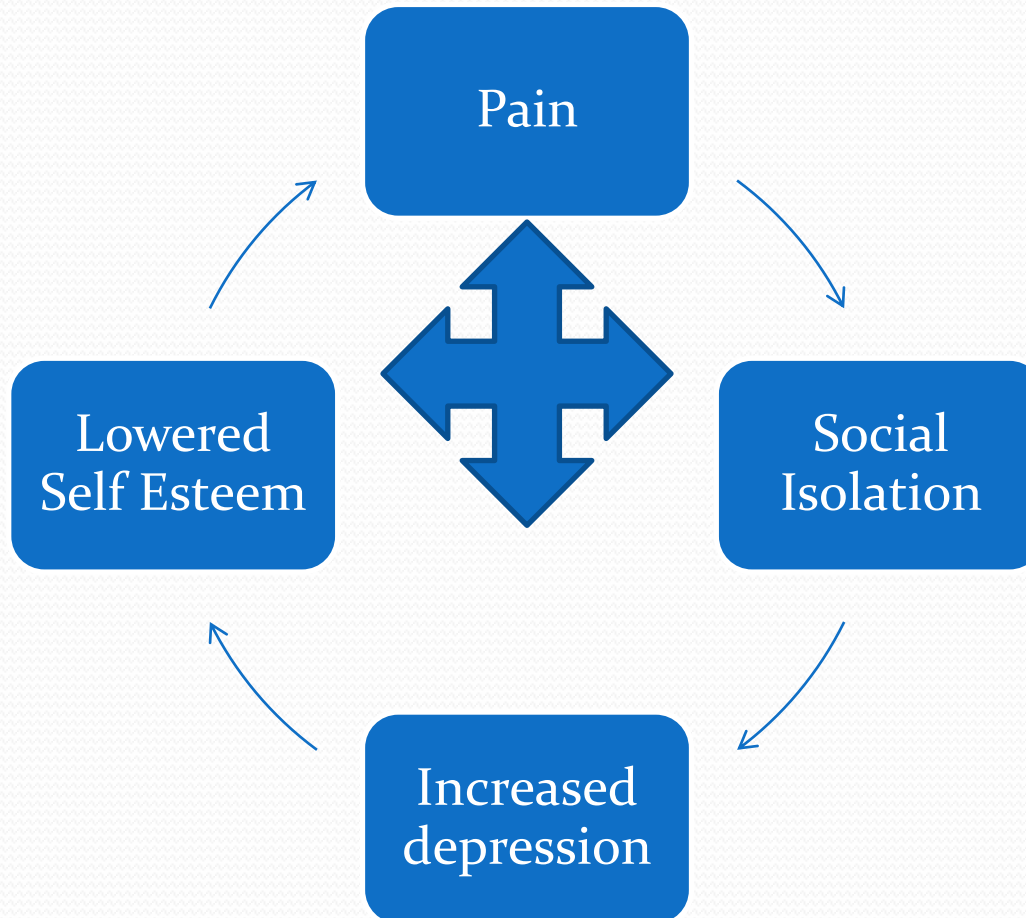 Pain
Lowered
Self Esteem
Social
Isolation
Increased
depression